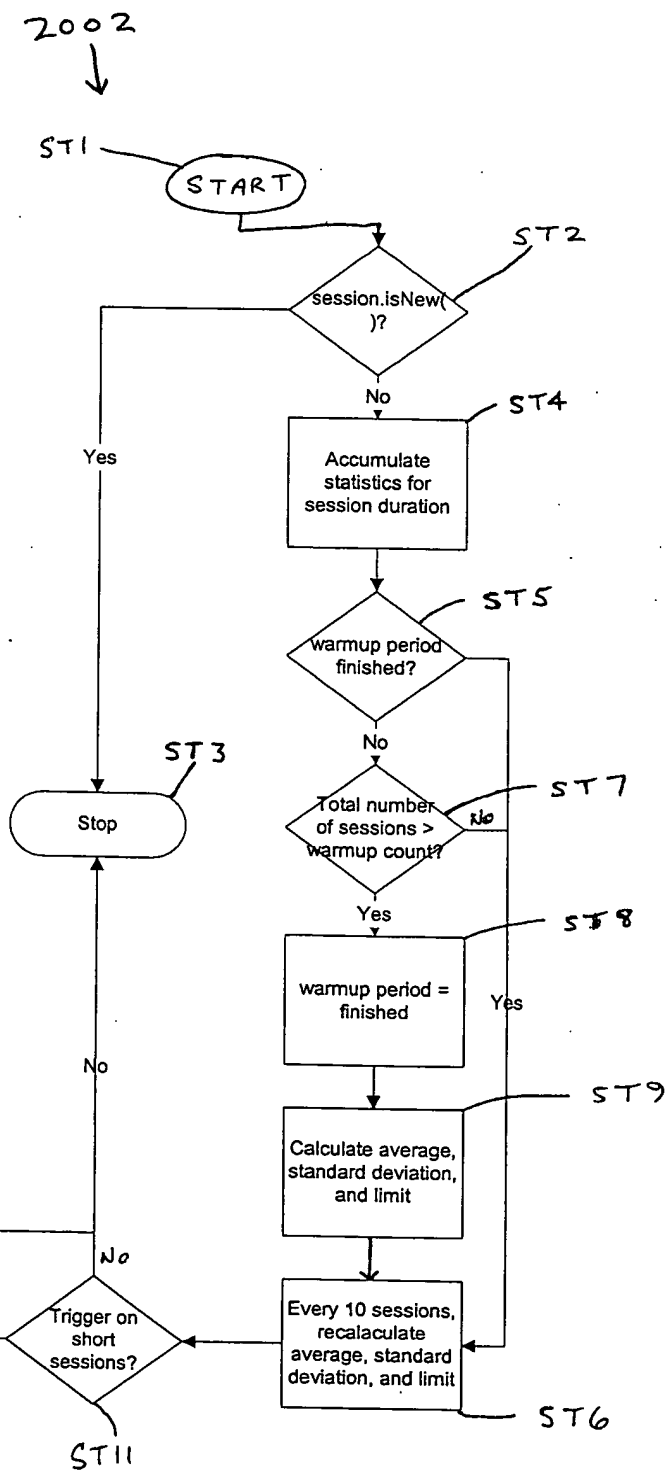 2002
ST1
START
ST2
session.isNew(
)?
No
ST4
Yes
Accumulate
statistics for
session duration
ST5
warmup period
finished?
No
ST3
Stop
ST7
Total number
of sessions >
warmup count?
No
Yes
ST8
warmup period =
finished
Yes
No
ST9
Calculate average,
standard deviation,
and limit
No
Trigger on
short
sessions?
Every 10 sessions,
recalaculate
average, standard
deviation, and limit
ST6
ST11